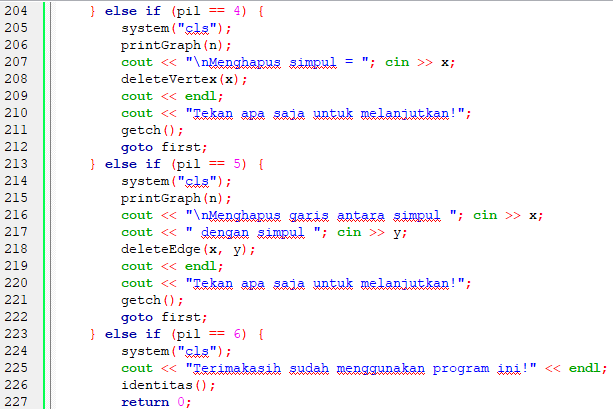 204 } else if (pil == 4) {
205 system("cls");
206 printGraph(n);
207 cout << "\nMenghapus simpul = "; cin >> x;
208 deleteVertex(x);
209 cout << endl;
210 cout << "Tekan apa saja untuk melanjutkan!";
211 getch();
212 goto first;
213 } else if (pil == 5) {
214 system("cls");
215 printGraph(n);
216 cout << "\nMenghapus garis antara simpul "; cin >> x;
217 cout << " dengan simpul "; cin >> y;
218 deleteEdge(x, y);
219 cout << endl;
220 cout << "Tekan apa saja untuk melanjutkan!";
221 getch();
222 goto first;
223 } else if (pil == 6) {
224 system("cls");
225 cout << "Terimakasih sudah menggunakan program ini!" << endl;
226 identitas();
227 return 0;